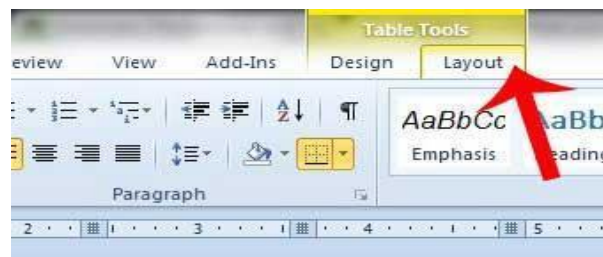 Table Tools
eview View Add-Ins Design Layout
A
Z
¶
AaBbCc AaBb
Emphasis eading
Paragraph
2 3 4 5